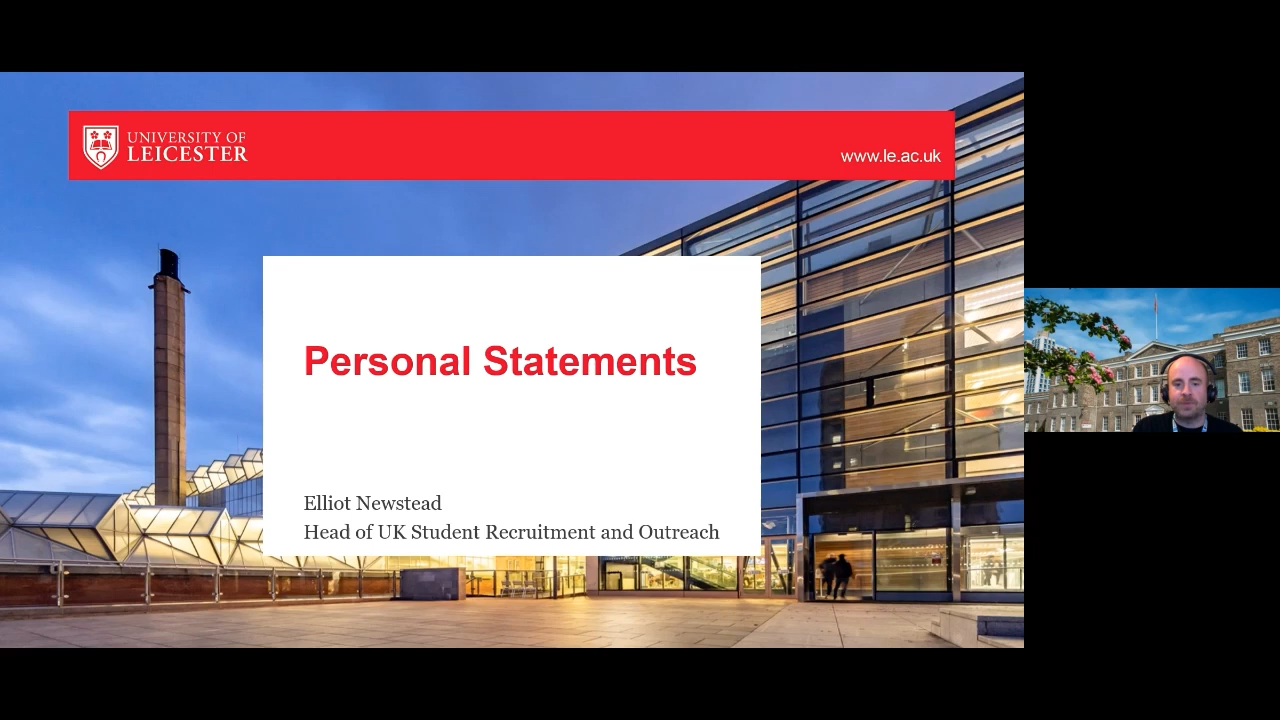 UNIVERSITY OF
LEICESTER
www.le.ac.uk
Personal Statements
Elliot Newstead
Head of UK Student Recruitment and Outreach